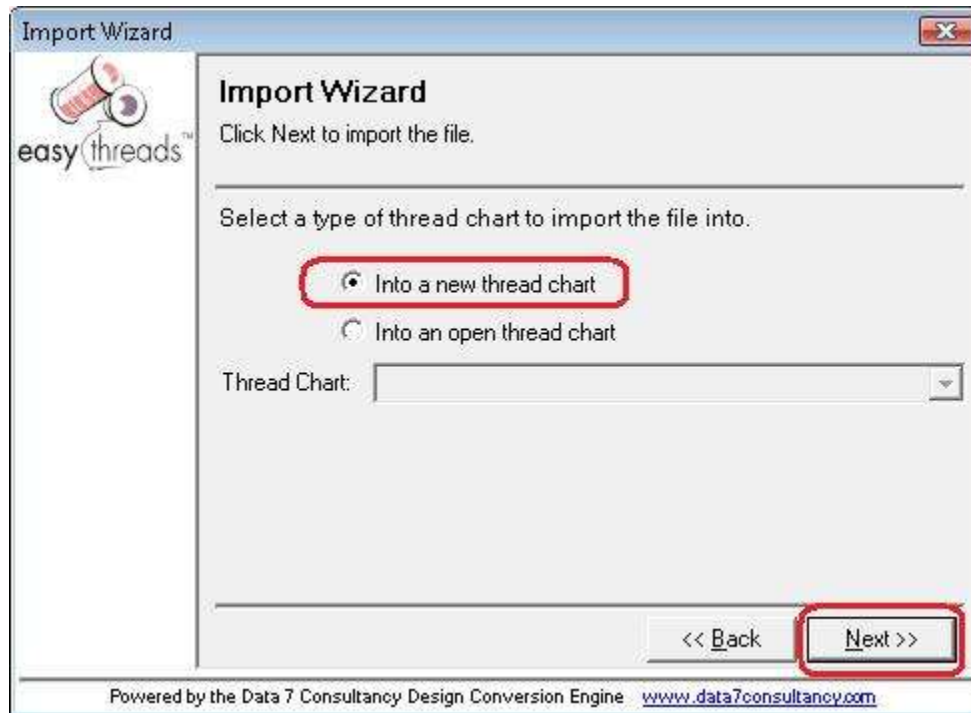 Import Wizard
easy threads™
Import Wizard
Click Next to import the file.
Select a type of thread chart to import the file into.
Into a new thread chart
Into an open thread chart
Thread Chart:
<< Back Next >>
Powered by the Data 7 Consultancy Design Conversion Engine www.data7consultancy.com